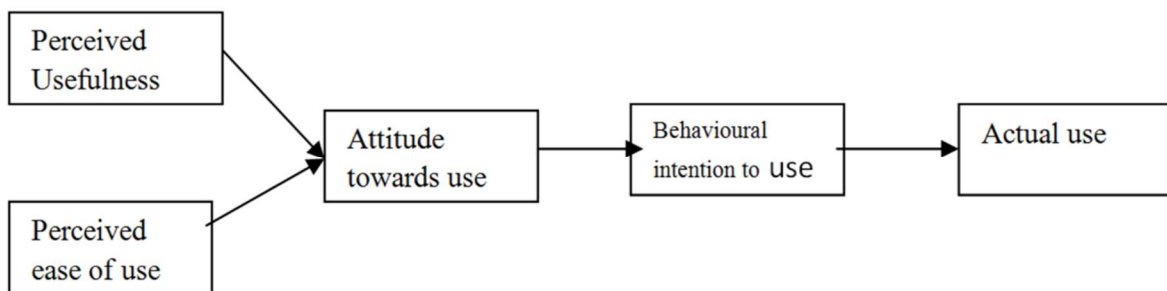 Perceived
Usefulness
Perceived
ease of use
Attitude
towards use
Behavioural
intention to use
Actual use